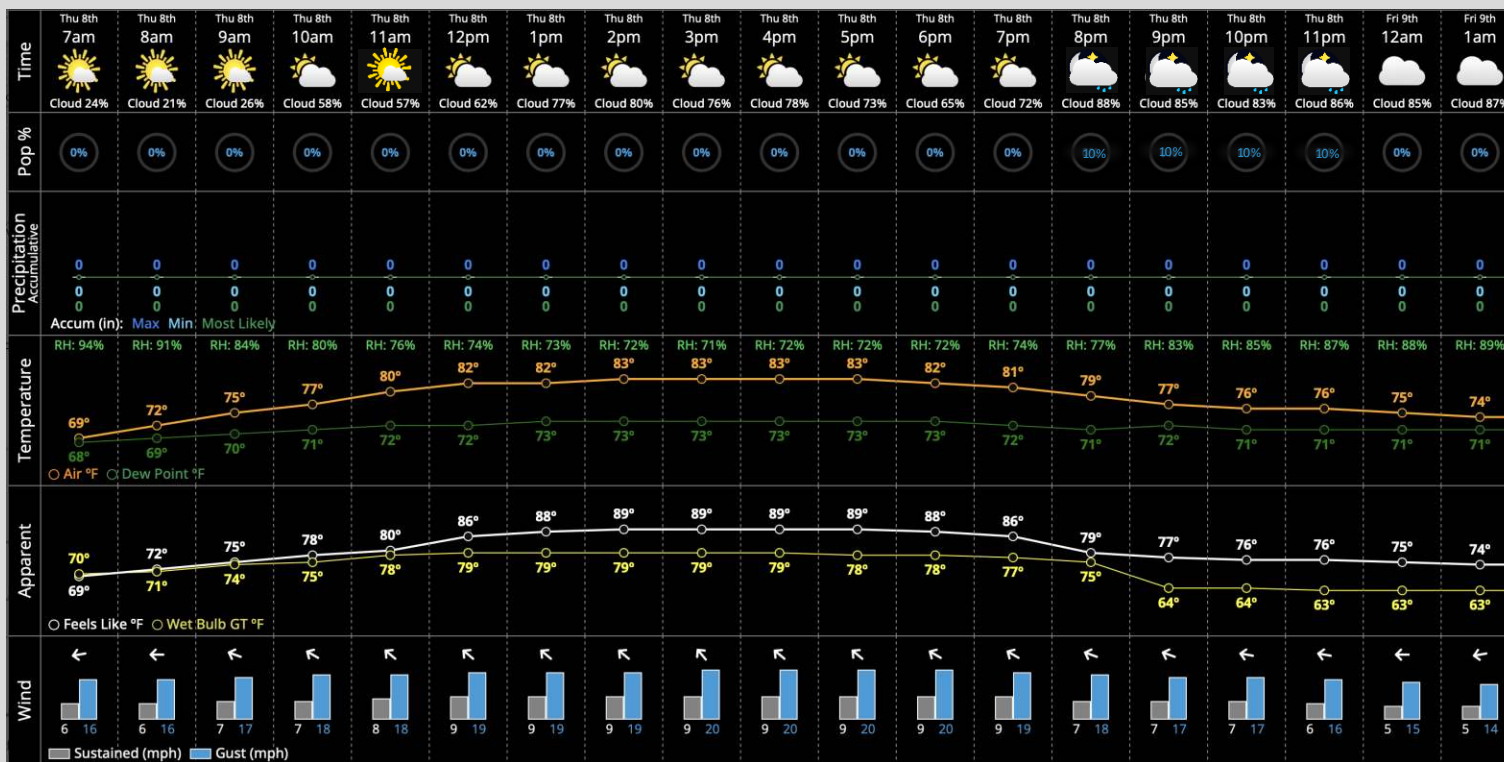 Thu 8th Thu 8th Thu 8th Thu 8th Thu 8th Thu 8th Thu 8th Thu 8th Thu 8th Thu 8th Thu 8th Thu 8th Thu 8th Thu 8th Thu 8th Thu 8th Thu 8th Fri 9th Fri 9th
7am 8am 9am 10am 11am 12pm 1pm 2pm 3pm 4pm 5pm 6pm 7pm 8pm 9pm 10pm 11pm 12am 1am
Time
Cloud 24% Cloud 21% Cloud 26% Cloud 58% Cloud 57% Cloud 62% Cloud 77% Cloud 80% Cloud 76% Cloud 78% Cloud 73% Cloud 65% Cloud 72% Cloud 88% Cloud 85% Cloud 83% Cloud 86% Cloud 85% Cloud 87%
Pop %
0% 0% 0% 0% 0% 0% 0% 0% 0% 0% 0% 0% 0% 10% 10% 10% 10% 0% 0%
Precipitation
Accumulative
0 0 0 0 0 0 0 0 0 0 0 0 0 0 0 0 0 0 0
0 0 0 0 0 0 0 0 0 0 0 0 0 0 0 0 0 0 0
0 0 0 0 0 0 0 0 0 0 0 0 0 0 0 0 0 0 0
Accum (in): Max Min Most Likely
Temperature
RH: 94% RH: 91% RH: 84% RH: 80% RH: 76% RH: 74% RH: 73% RH: 72% RH: 71% RH: 72% RH: 72% RH: 72% RH: 74% RH: 77% RH: 83% RH: 85% RH: 87% RH: 88% RH: 89%
69° 72° 75° 77° 80° 82° 82° 83° 83° 83° 83° 82° 81° 79° 77° 76° 76° 75° 74°
68° 69° 70° 71° 72° 72° 73° 73° 73° 73° 73° 73° 72° 71° 72° 71° 71° 71° 71°
Air °F Dew Point °F
Apparent
70° 72° 75° 78° 80° 86° 88° 89° 89° 89° 89° 88° 86° 79° 77° 76° 76° 75° 74°
69° 71° 74° 75° 78° 79° 79° 79° 79° 79° 78° 78° 77° 75° 64° 64° 63° 63° 63°
Feels Like °F Wet Bulb GT °F
Wind
6 16 6 16 7 17 7 18 8 18 9 19 9 19 9 19 9 20 9 20 9 20 9 20 9 19 7 18 7 17 7 17 6 16 5 15 5 14
Sustained (mph) Gust (mph)